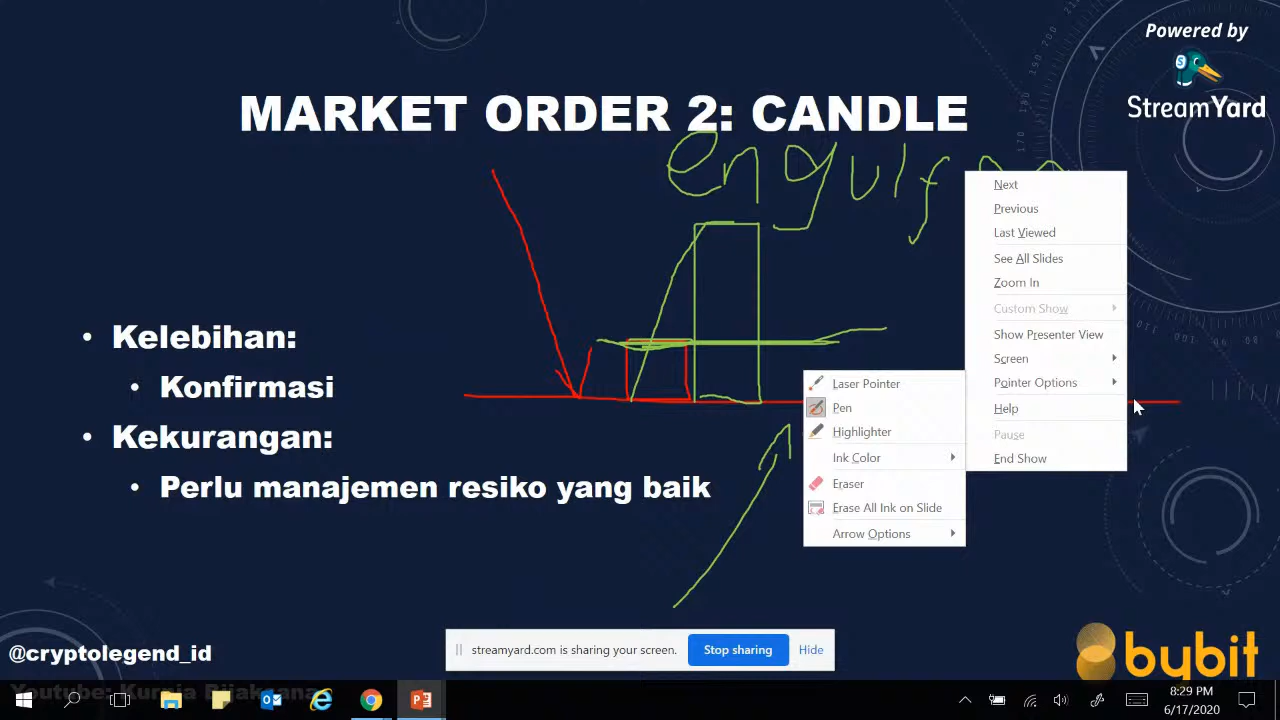 Powered by
StreamYard
MARKET ORDER 2: CANDLE
Next
Previous
Last Viewed
See All Slides
Zoom In
Custom Show
Show Presenter View
Screen
Pointer Options
Help
Pause
End Show
Laser Pointer
Pen
Highlighter
Ink Color
Eraser
Erase All Ink on Slide
Arrow Options
• Kelebihan:
• Konfirmasi
• Kekurangan:
• Perlu manajemen resiko yang baik
@cryptolegend_id
Youtube: Kurnia Bijaksana
streamyard.com is sharing your screen.
Stop sharing
Hide
bybit
8:29 PM
6/17/2020